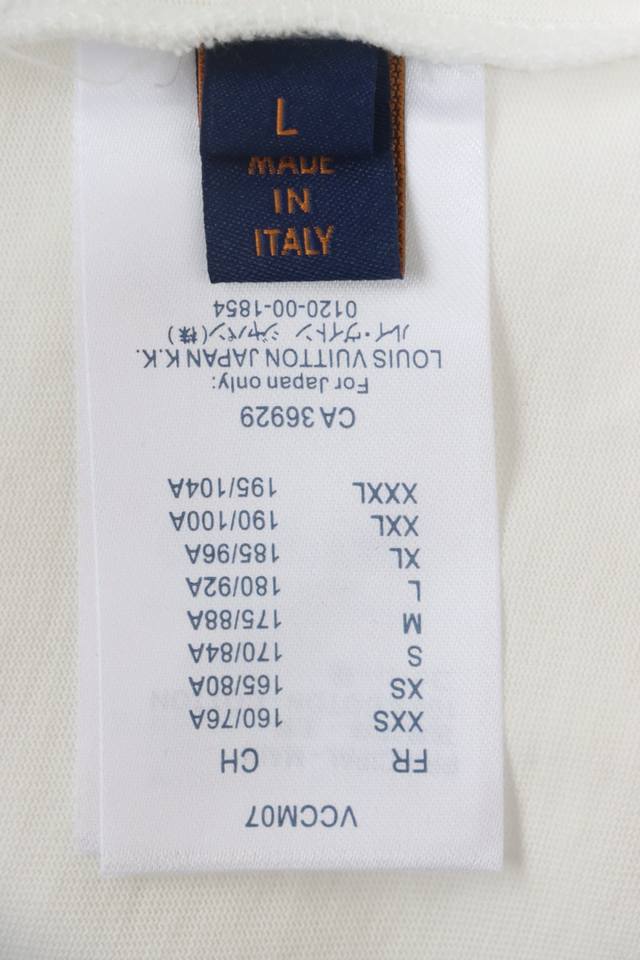 L
MADE
IN
ITALY
VCCM07
FR CH
XXS 160/76A
XS 165/80A
S 170/84A
M 175/88A
L 180/92A
XL 185/96A
XXL 190/100A
XXXL 195/104A
CA 36929
For Japan only:
LOUIS VUITTON JAPAN K.K.
ルイ・ヴィトン ジャパン(株)
0120-00-1854